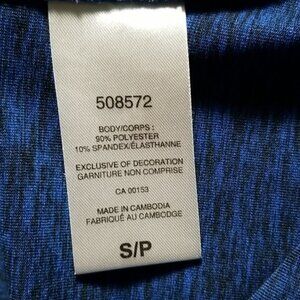 508572
BODY/CORPS :
90% POLYESTER
10% SPANDEX/ÉLASTHANNE
EXCLUSIVE OF DECORATION
GARNITURE NON COMPRISE
CA 00153
MADE IN CAMBODIA
FABRIQUÉ AU CAMBODGE
S/P